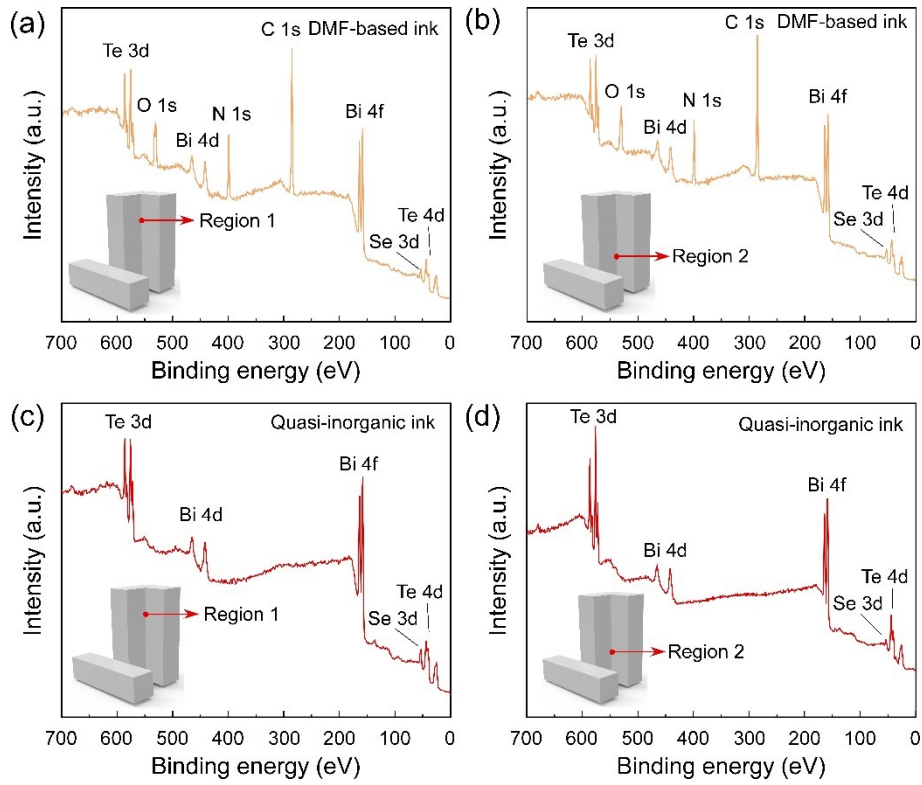 (a)
C 1s DMF-based ink
Te 3d
O 1s
N 1s
Bi 4d
Bi 4f
Te 4d
Se 3d
Region 1
Intensity (a.u.)
700 600 500 400 300 200 100 0
Binding energy (eV)
(b)
C 1s DMF-based ink
Te 3d
O 1s
N 1s
Bi 4d
Bi 4f
Te 4d
Se 3d
Region 2
Intensity (a.u.)
700 600 500 400 300 200 100 0
Binding energy (eV)
(c)
Te 3d
Quasi-inorganic ink
Bi 4f
Bi 4d
Te 4d
Se 3d
Region 1
Intensity (a.u.)
700 600 500 400 300 200 100 0
Binding energy (eV)
(d)
Te 3d
Quasi-inorganic ink
Bi 4f
Bi 4d
Te 4d
Se 3d
Region 2
Intensity (a.u.)
700 600 500 400 300 200 100 0
Binding energy (eV)